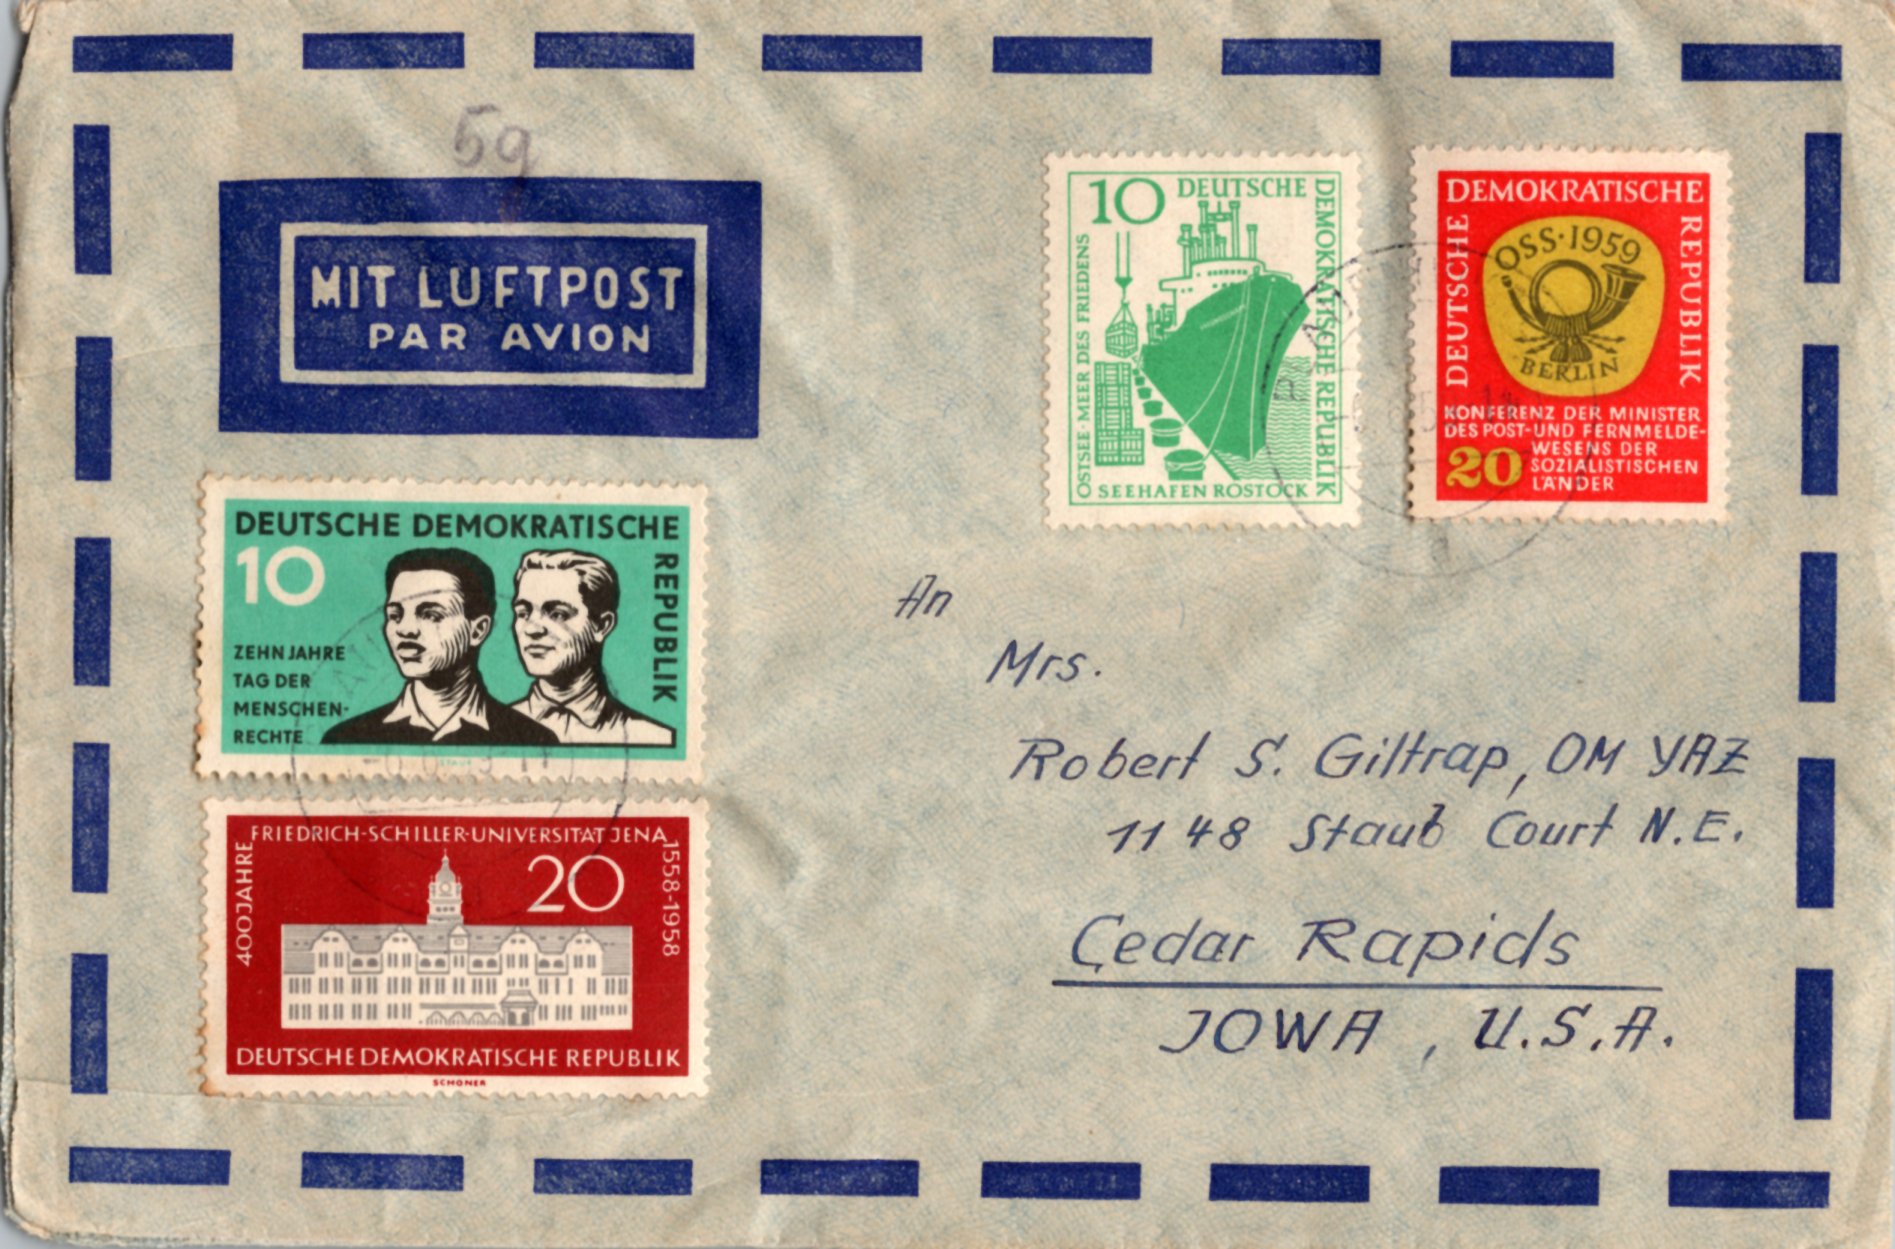 5g
MIT LUFTPOST
PAR AVION
10 DEUTSCHE
DEMOKRATISCHE REPUBLIK
OSTSEE·MEER DES FRIEDENS
SEEHAFEN ROSTOCK
DEUTSCHE
DEMOKRATISCHE
REPUBLIK
OSS·1959
BERLIN
KONFERENZ DER MINISTER
DES POST-UND FERNMELDE-
WESENS DER
SOZIALISTISCHEN
LÄNDER
20
DEUTSCHE DEMOKRATISCHE
REPUBLIK
10
ZEHN JAHRE
TAG DER
MENSCHEN-
RECHTE
400 JAHRE
FRIEDRICH-SCHILLER-UNIVERSITÄT JENA
1558-1958
20
DEUTSCHE DEMOKRATISCHE REPUBLIK
SCHÖNER
An
Mrs.
Robert S. Giltrap, OM YAZ
1148 Staub Court N.E.
Cedar Rapids
JOWA, U.S.A.